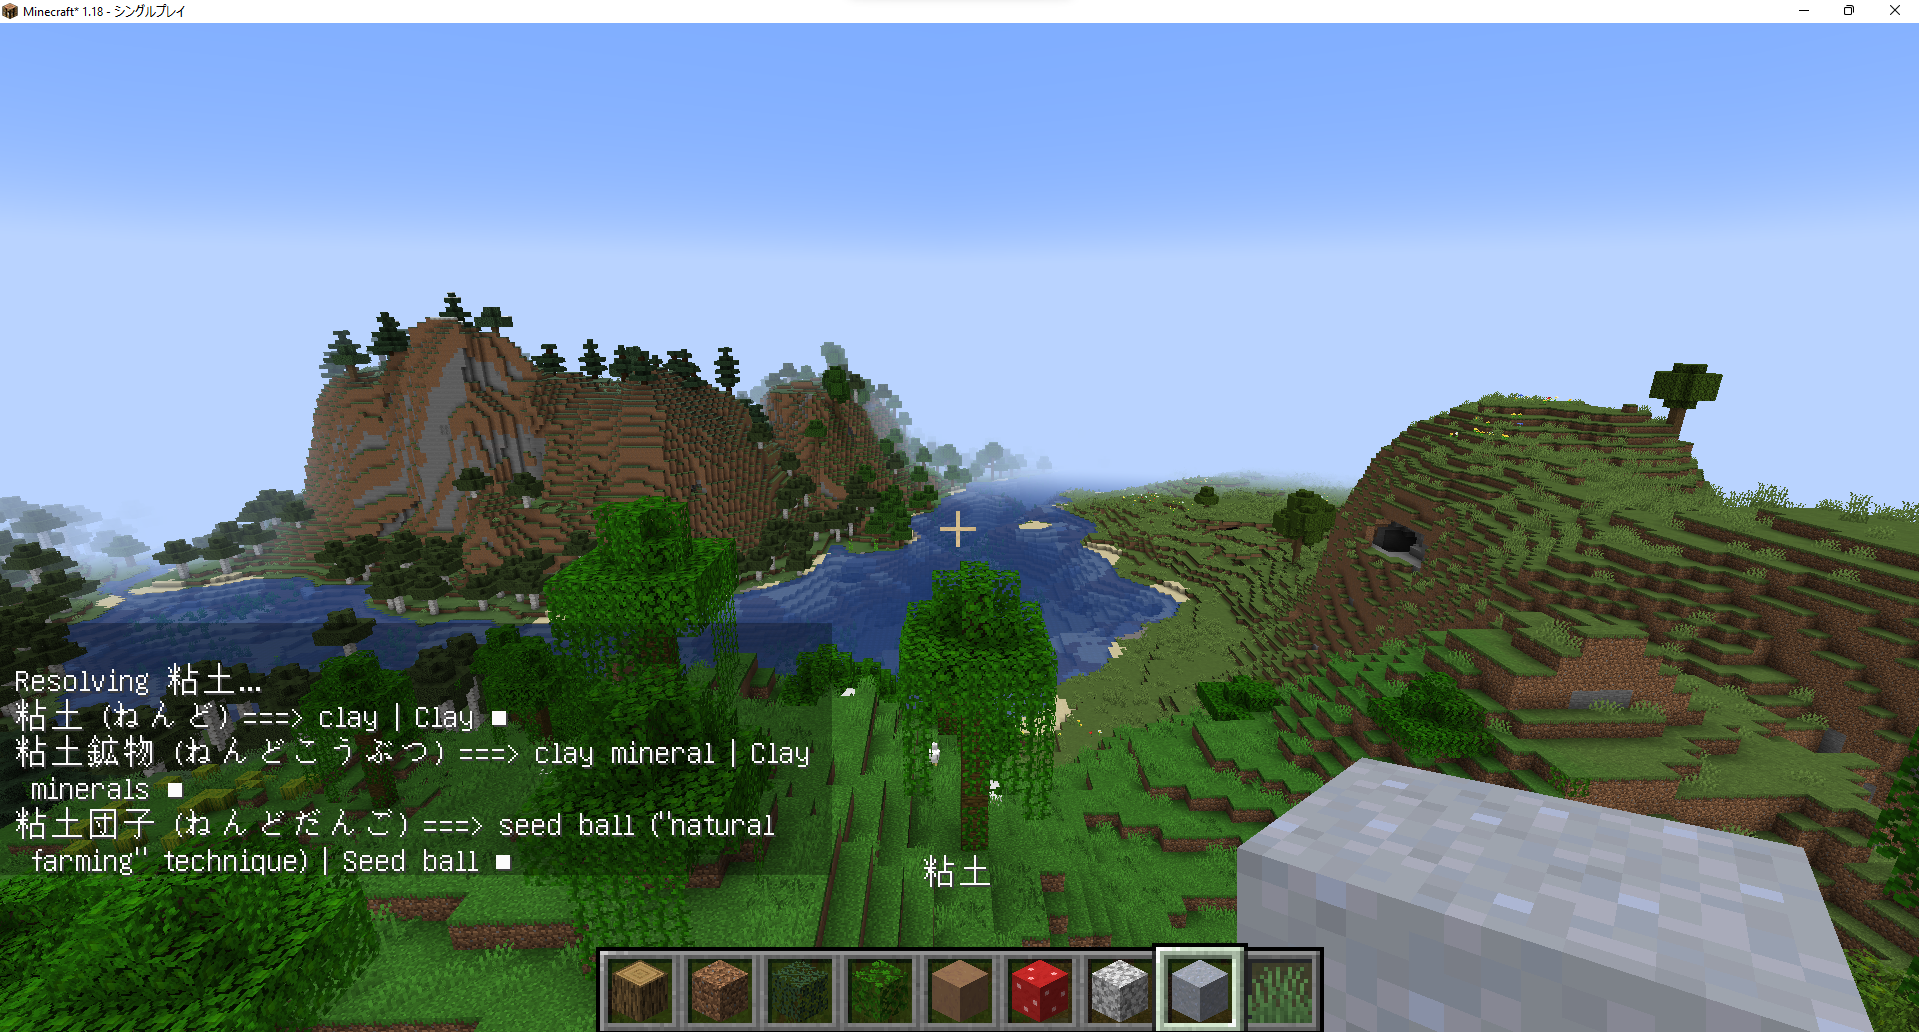 Minecraft* 1.18 - シングルプレイ
Resolving 粘土...
粘土 (ねんど) ===> clay | Clay ■
粘土鉱物 (ねんどこうぶつ) ===> clay mineral | Clay
minerals ■
粘土団子 (ねんどだんご) ===> seed ball ("natural
farming" technique) | Seed ball ■
粘土